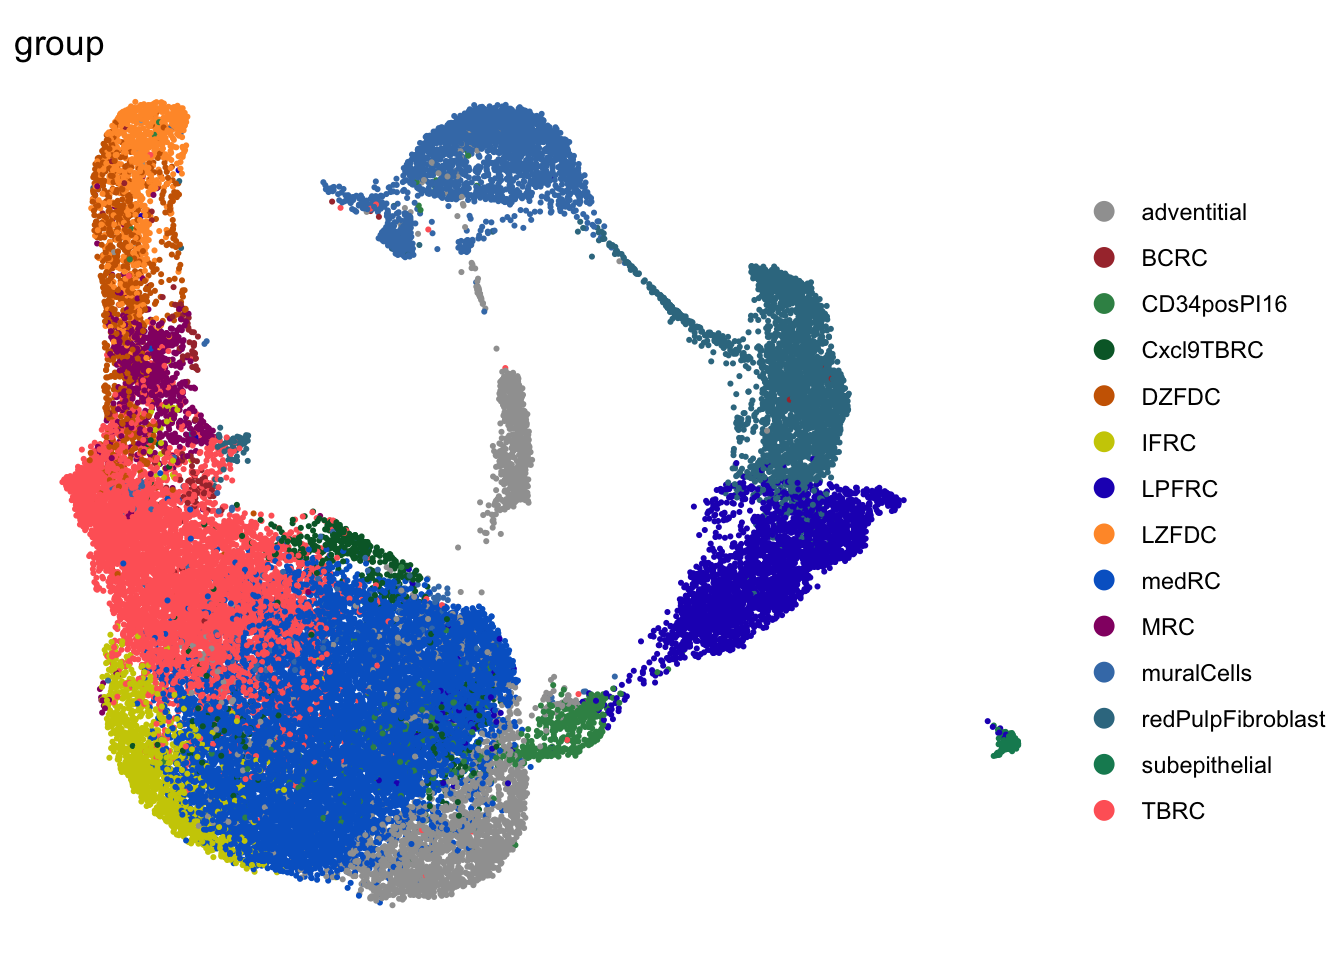 group
adventitial
BCRC
CD34posPI16
Cxcl9TBRC
DZFDC
IFRC
LPFRC
LZFDC
medRC
MRC
muralCells
redPulpFibroblast
subepithelial
TBRC